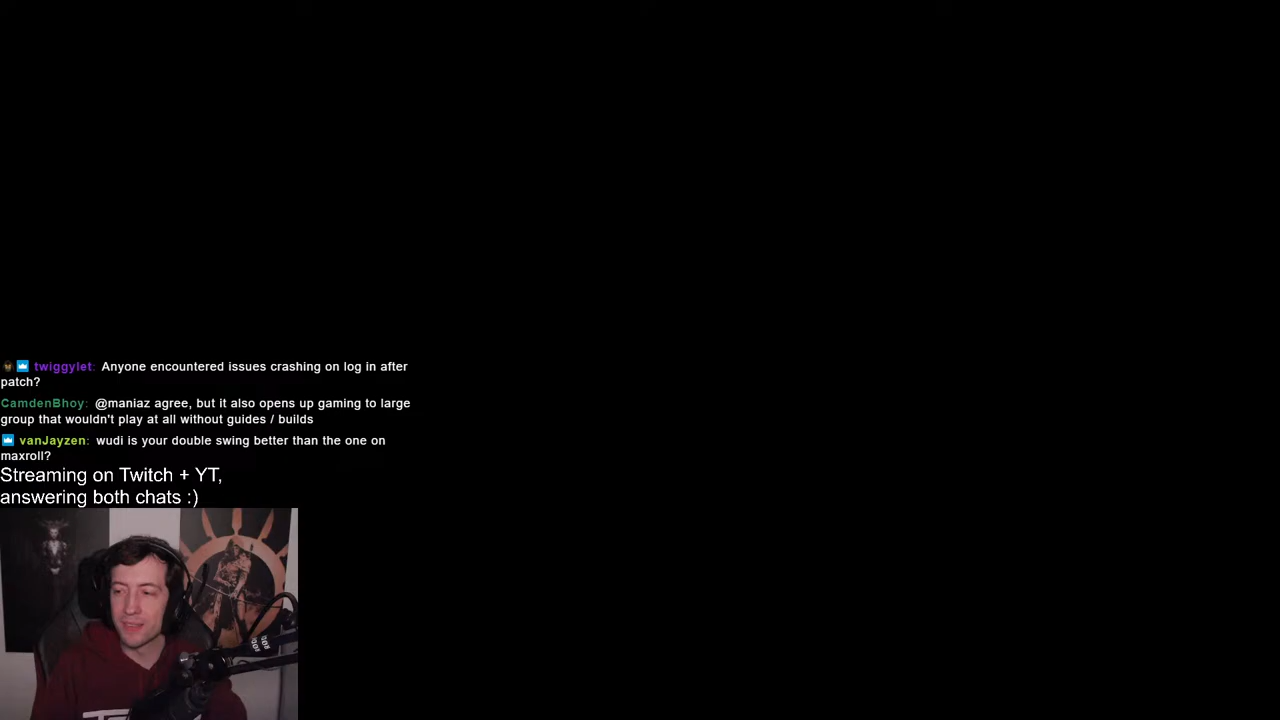 twiggylet: Anyone encountered issues crashing on log in after
patch?
CamdenBhoy: @maniaz agree, but it also opens up gaming to large
group that wouldn't play at all without guides / builds
vanJayzen: wudi is your double swing better than the one on
maxroll?
Streaming on Twitch + YT,
answering both chats :)